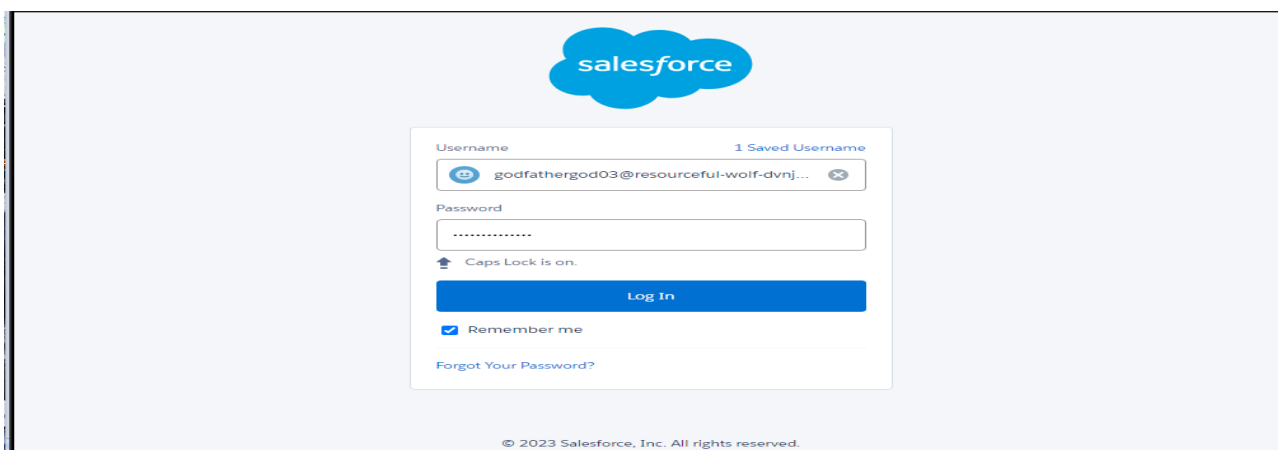 salesforce
Username 1 Saved Username
godfathergod03@resourceful-wolf-dvnj...
Password
Caps Lock is on.
Log In
Remember me
Forgot Your Password?
© 2023 Salesforce, Inc. All rights reserved.